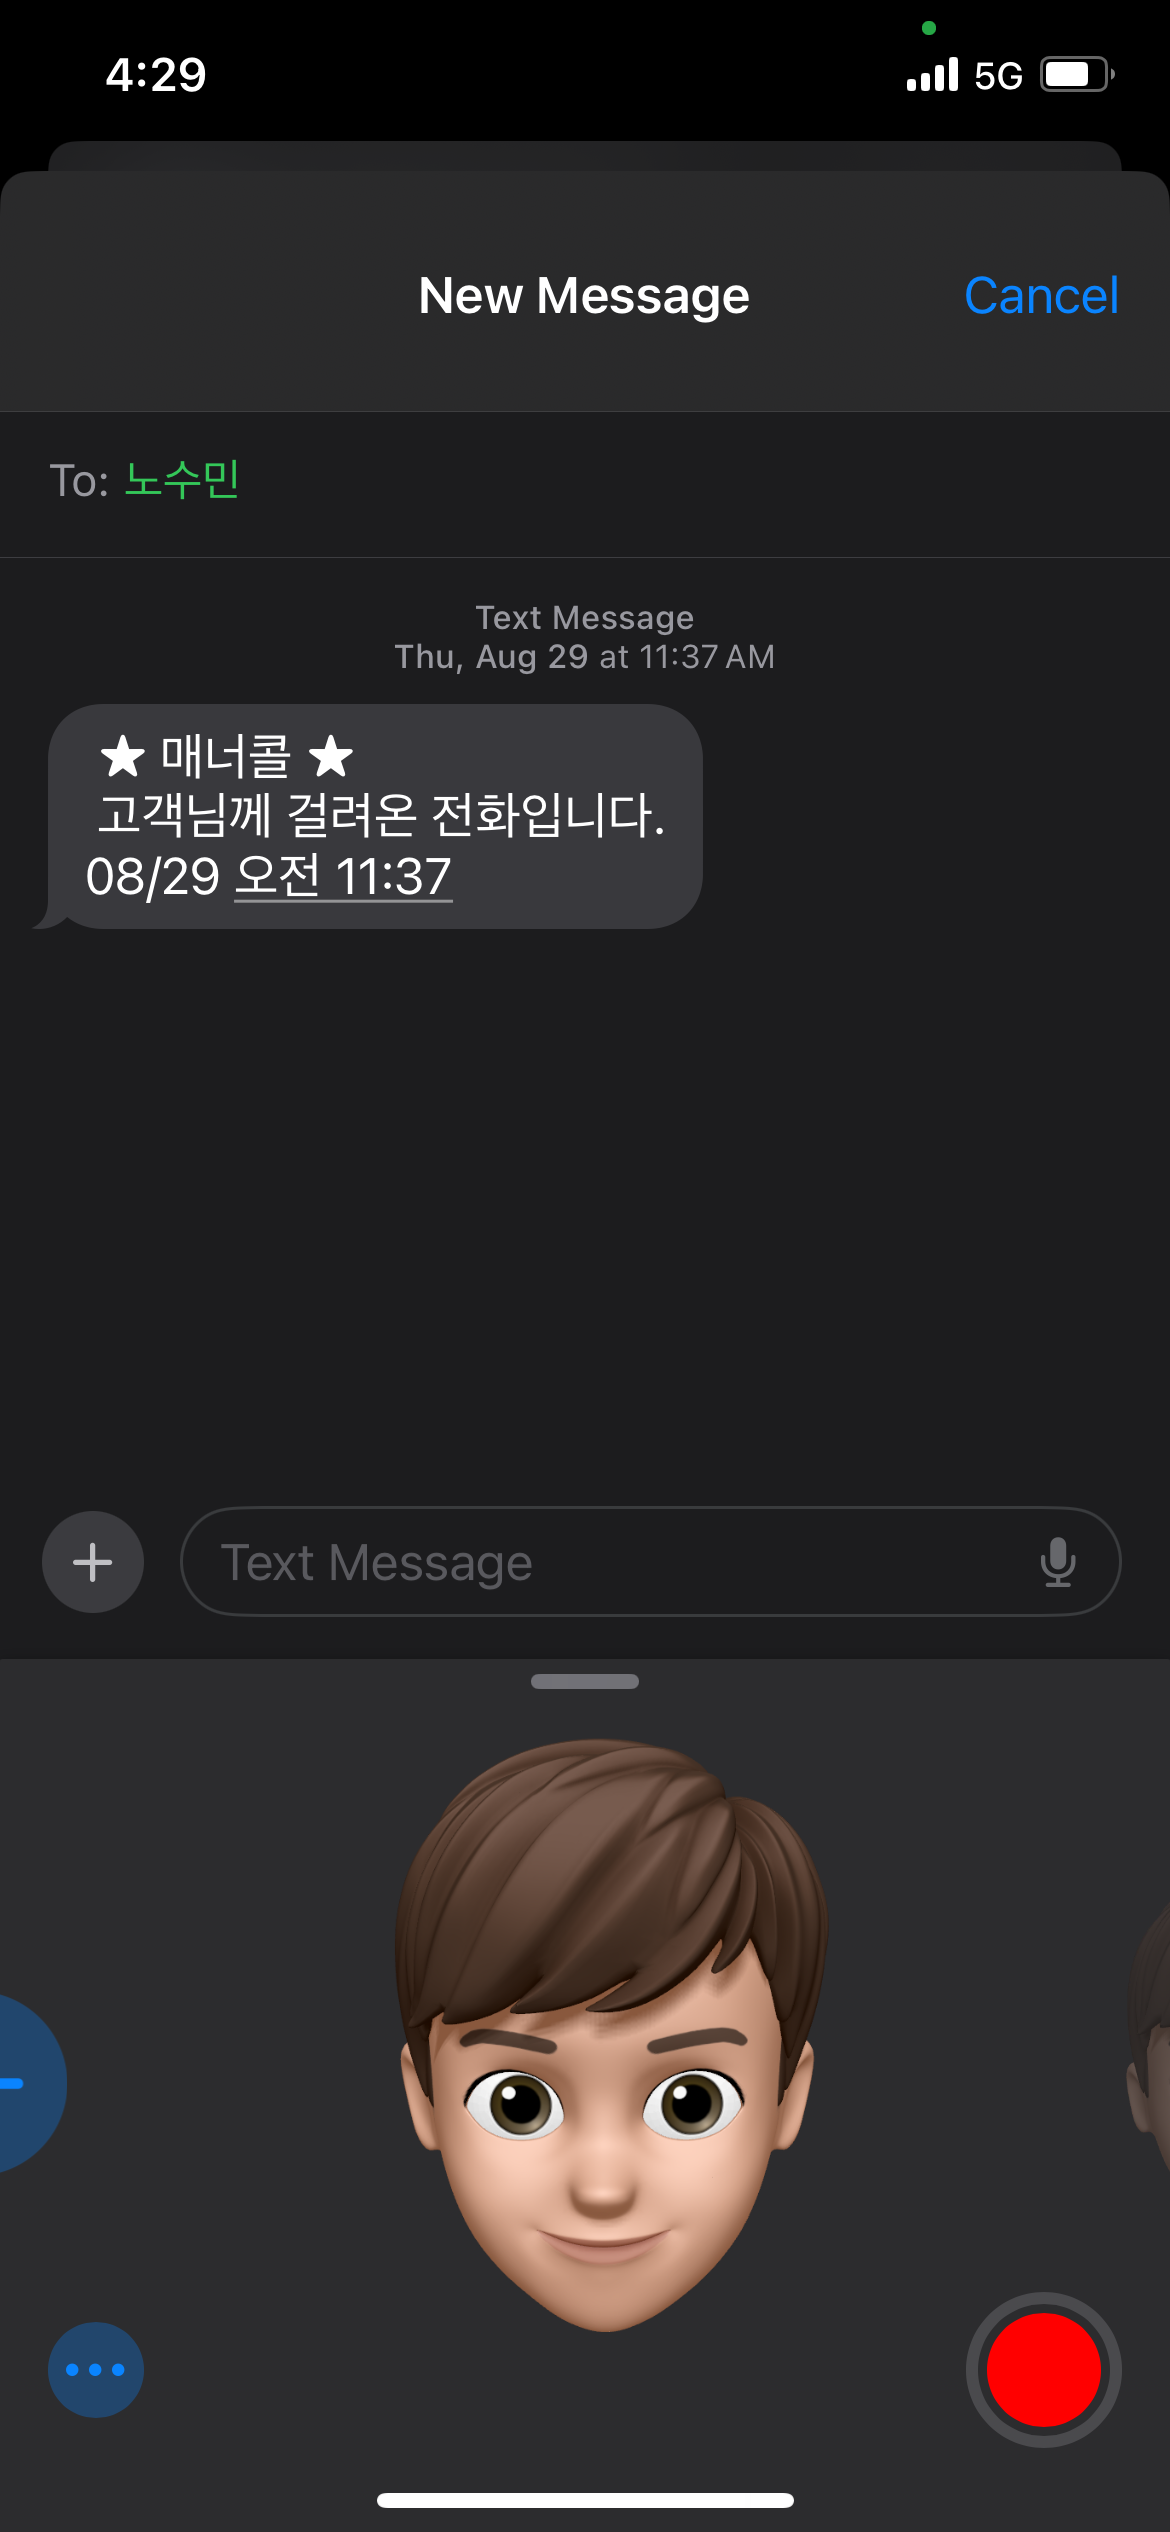 4:29
5G
New Message
Cancel
To: 노수민
Text Message
Thu, Aug 29 at 11:37 AM
★ 매너콜 ★
고객님께 걸려온 전화입니다.
08/29 오전 11:37
Text Message